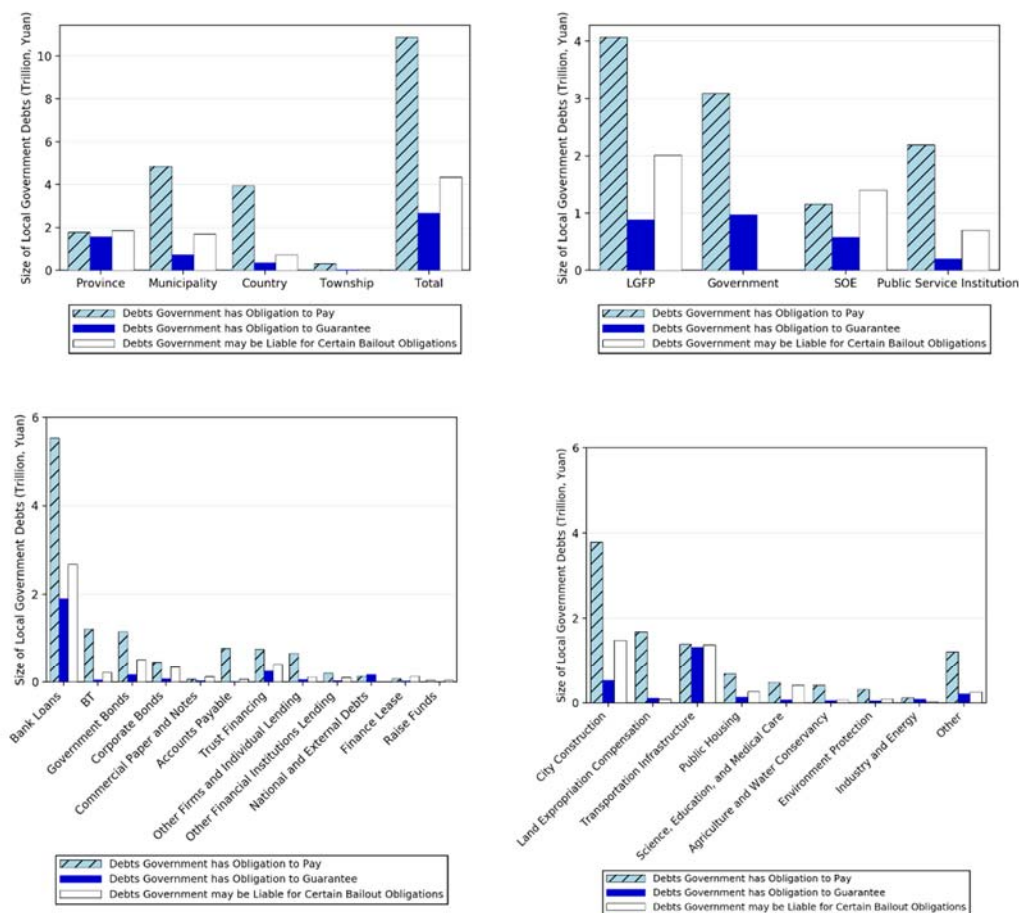 Size of Local Government Debts (Trillion, Yuan)
10
8
6
4
2
0
Province Municipality Country Township Total
Debts Government has Obligation to Pay
Debts Government has Obligation to Guarantee
Debts Government may be Liable for Certain Bailout Obligations
Size of Local Government Debts (Trillion, Yuan)
4
3
2
1
0
LGFP Government SOE Public Service Institution
Debts Government has Obligation to Pay
Debts Government has Obligation to Guarantee
Debts Government may be Liable for Certain Bailout Obligations
Size of Local Government Debts (Trillion, Yuan)
6
4
2
0
Bank Loans
BT
Government Bonds
Corporate Bonds
Commercial Paper and Notes
Accounts Payable
Trust Financing
Other Firms and Individual Lending
Other Financial Institutions Lending
National and External Debts
Finance Lease
Raise Funds
Debts Government has Obligation to Pay
Debts Government has Obligation to Guarantee
Debts Government may be Liable for Certain Bailout Obligations
Size of Local Government Debts (Trillion, Yuan)
6
4
2
0
City Construction
Land Expropriation Compensation
Transportation Infrastructure
Public Housing
Science, Education, and Medical Care
Agriculture and Water Conservancy
Environment Protection
Industry and Energy
Other
Debts Government has Obligation to Pay
Debts Government has Obligation to Guarantee
Debts Government may be Liable for Certain Bailout Obligations